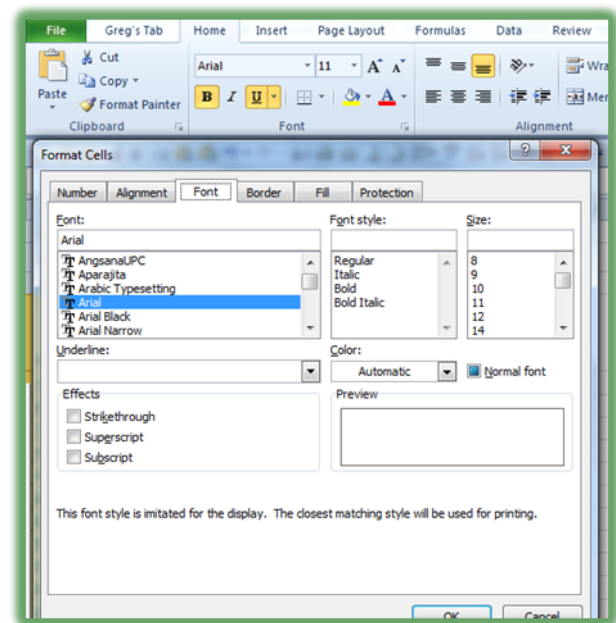 File Greg's Tab Home Insert Page Layout Formulas Data Review
Cut
Copy
Format Painter
Paste
Clipboard
Arial 11 A A
B I U A
Font
Wra
Mer
Alignment
Format Cells
Number Alignment Font Border Fill Protection
Font: Font style: Size:
Arial
AngsanaUPC Regular 8
Aparajita Italic 9
Arabic Typesetting Bold 10
Arial Bold Italic 11
Arial Black 12
Arial Narrow 14
Underline: Color:
Automatic Normal font
Effects Preview
Strikethrough
Superscript
Subscript
This font style is imitated for the display. The closest matching style will be used for printing.
OK Cancel